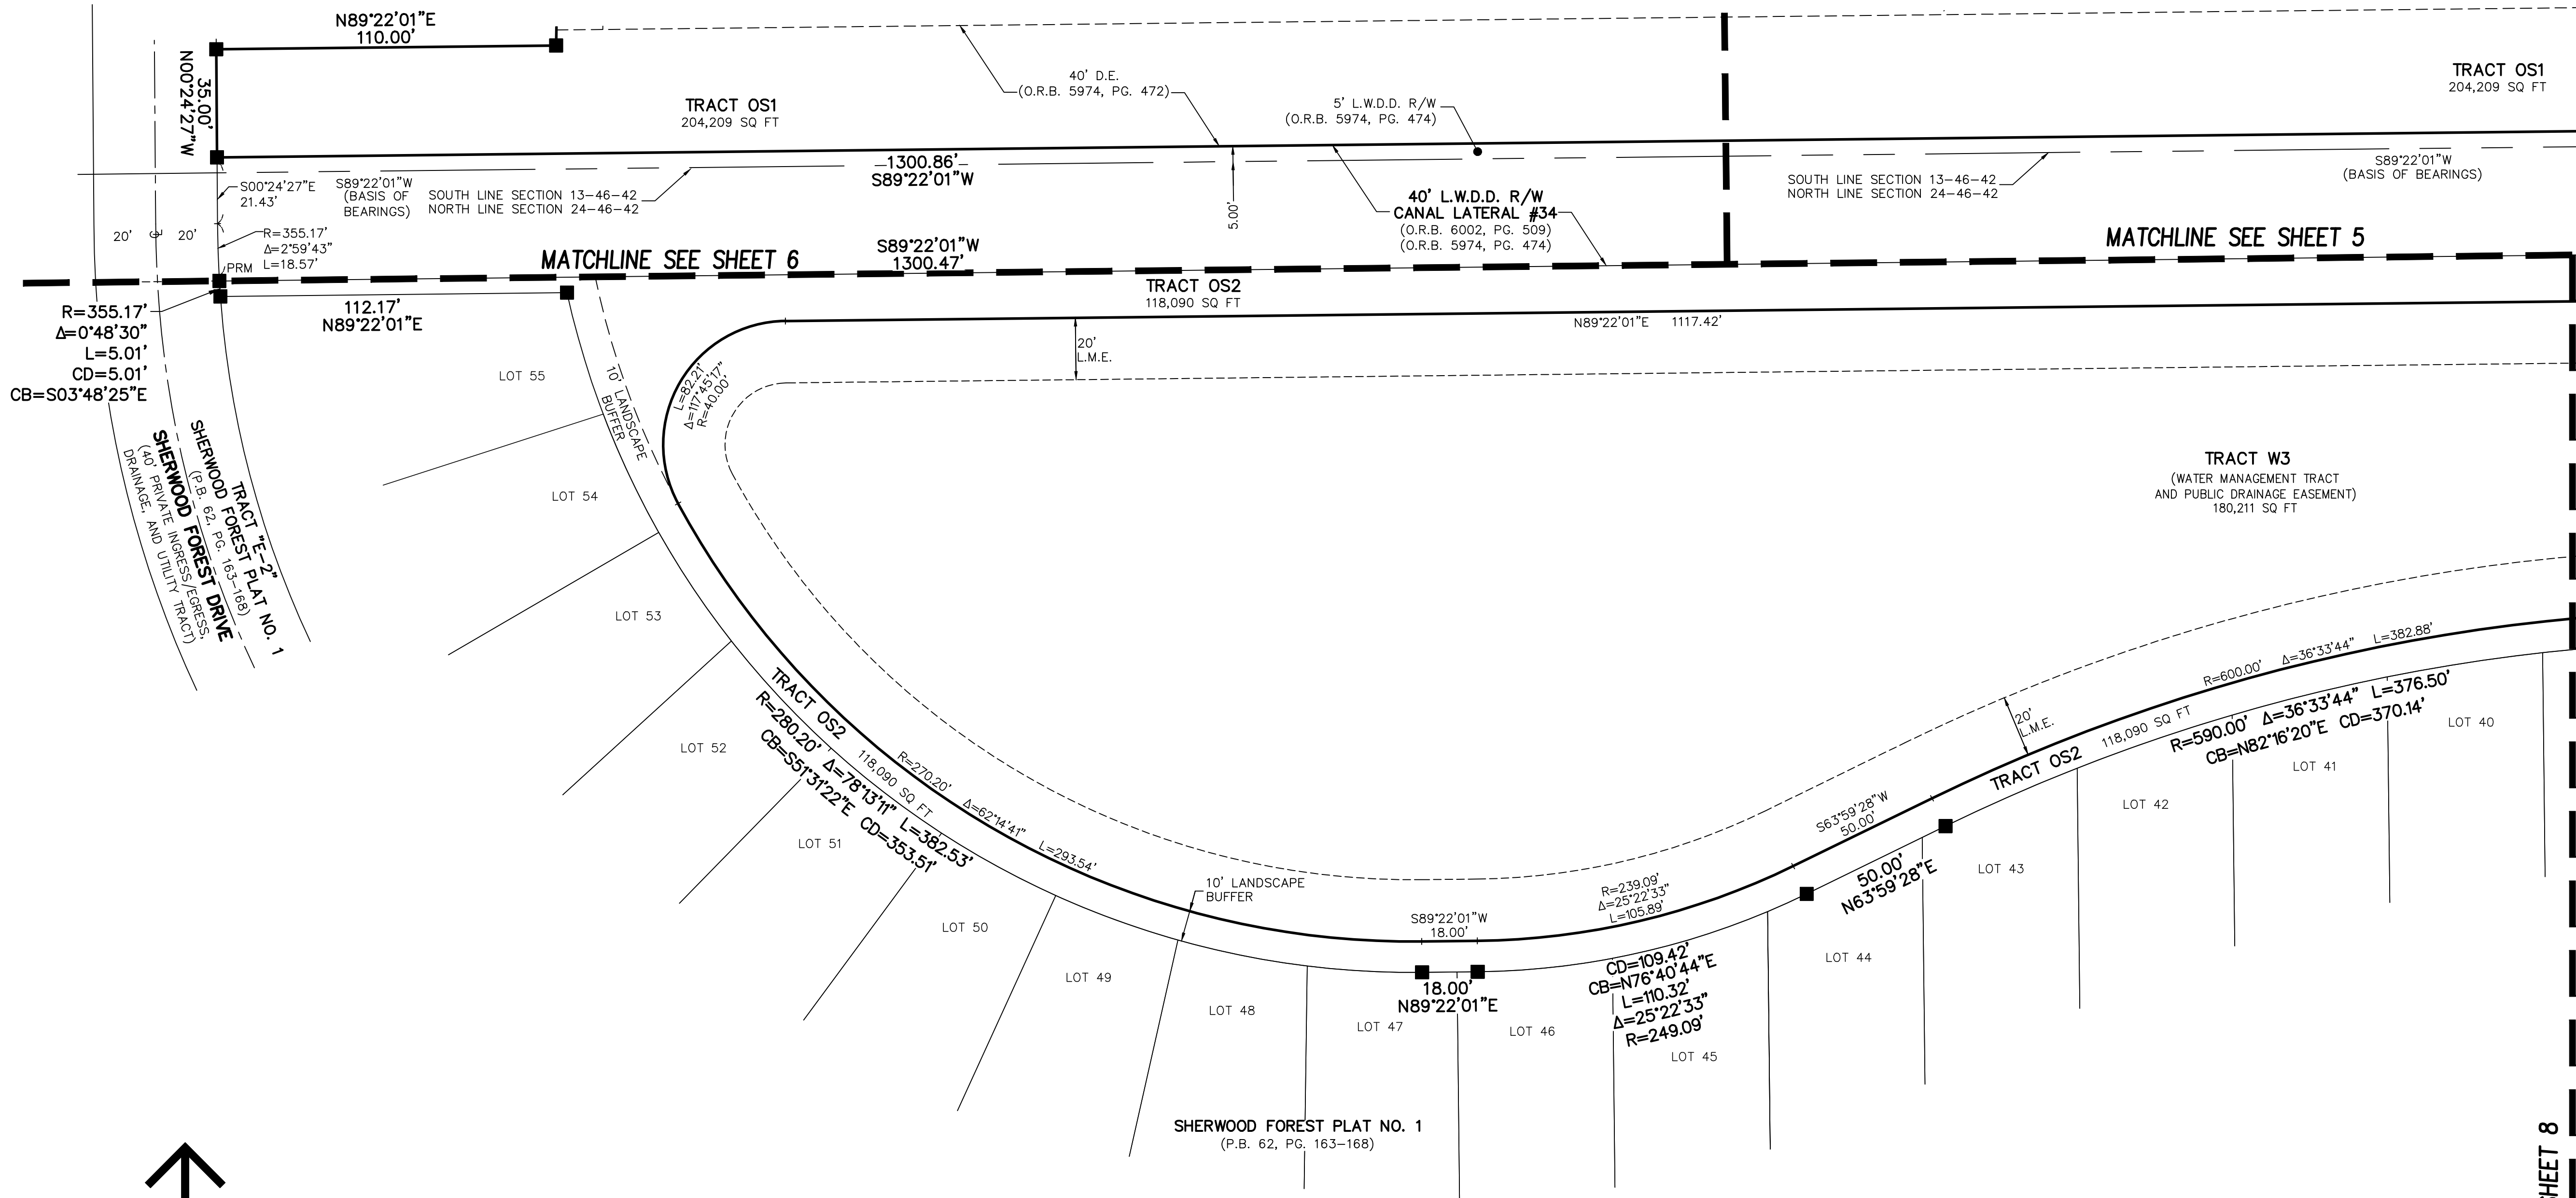 N89°22'01"E
110.00'
35.00'
N00°24'27"W
TRACT OS1
204,209 SQ FT
40' D.E.
(O.R.B. 5974, PG. 472)
5' L.W.D.D. R/W
(O.R.B. 5974, PG. 474)
TRACT OS1
204,209 SQ FT
S00°24'27"E
21.43'
S89°22'01"W
(BASIS OF
BEARINGS)
SOUTH LINE SECTION 13-46-42
NORTH LINE SECTION 24-46-42
1300.86'
S89°22'01"W
5.00'
40' L.W.D.D. R/W
CANAL LATERAL #34
(O.R.B. 6002, PG. 509)
(O.R.B. 5974, PG. 474)
SOUTH LINE SECTION 13-46-42
NORTH LINE SECTION 24-46-42
S89°22'01"W
(BASIS OF BEARINGS)
20'
20'
R=355.17'
Δ=2°59'43"
L=18.57'
PRM
MATCHLINE SEE SHEET 6
S89°22'01"W
1300.47'
MATCHLINE SEE SHEET 5
R=355.17'
Δ=0°48'30"
L=5.01'
CD=5.01'
CB=S03°48'25"E
112.17'
N89°22'01"E
TRACT OS2
118,090 SQ FT
N89°22'01"E 1117.42'
20'
L.M.E.
L=82.21'
Δ=117°45'17"
R=40.00'
10' LANDSCAPE
BUFFER
LOT 55
LOT 54
LOT 53
LOT 52
LOT 51
LOT 50
LOT 49
LOT 48
LOT 47
LOT 46
LOT 45
LOT 44
LOT 43
LOT 42
LOT 41
LOT 40
TRACT "E-2"
SHERWOOD FOREST PLAT NO. 1
(P.B. 62, PG. 163-168)
SHERWOOD FOREST DRIVE
(40' PRIVATE INGRESS/EGRESS,
DRAINAGE, AND UTILITY TRACT)
TRACT W3
(WATER MANAGEMENT TRACT
AND PUBLIC DRAINAGE EASEMENT)
180,211 SQ FT
TRACT OS2
118,090 SQ FT
R=280.20' Δ=78°13'11" L=382.53'
CB=S51°31'22"E CD=353.51'
R=270.20' Δ=62°14'41" L=293.54'
10' LANDSCAPE
BUFFER
S89°22'01"W
18.00'
18.00'
N89°22'01"E
R=239.09'
Δ=25°22'33"
L=105.89'
CD=109.42'
CB=N76°40'44"E
L=110.32'
Δ=25°22'33"
R=249.09'
S63°59'28"W
50.00'
50.00'
N63°59'28"E
20'
L.M.E.
R=600.00' Δ=36°33'44" L=382.88'
TRACT OS2 118,090 SQ FT
R=590.00' Δ=36°33'44" L=376.50'
CB=N82°16'20"E CD=370.14'
SHERWOOD FOREST PLAT NO. 1
(P.B. 62, PG. 163-168)
SHEET 8